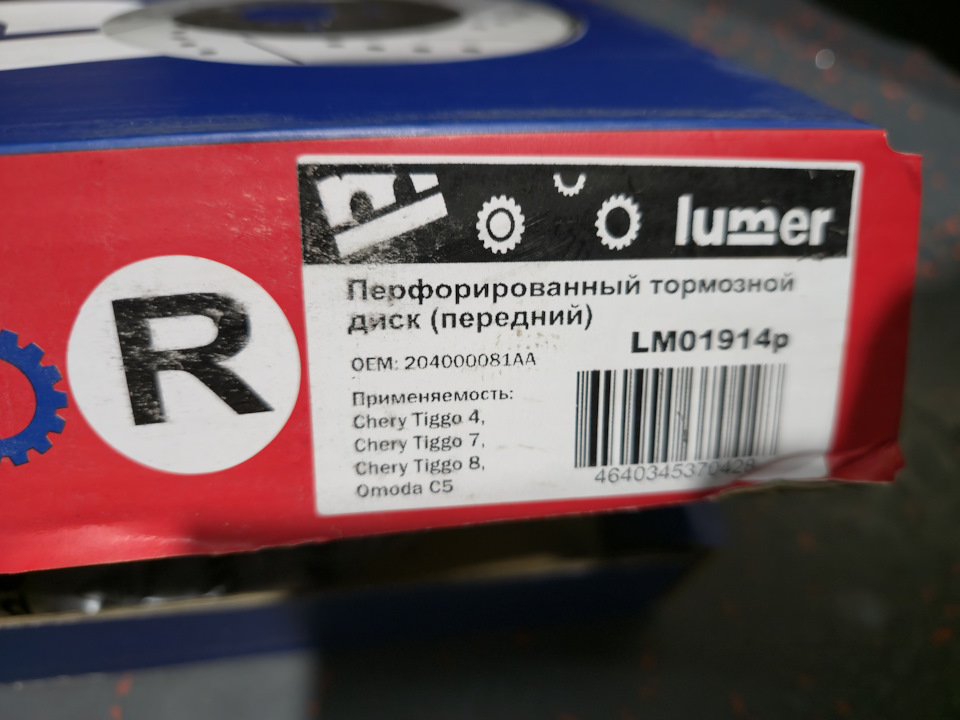 R
lumer
Перфорированный тормозной
диск (передний)
LM01914p
OEM: 204000081AA
Применяемость:
Chery Tiggo 4,
Chery Tiggo 7,
Chery Tiggo 8,
Omoda C5
4640345370428